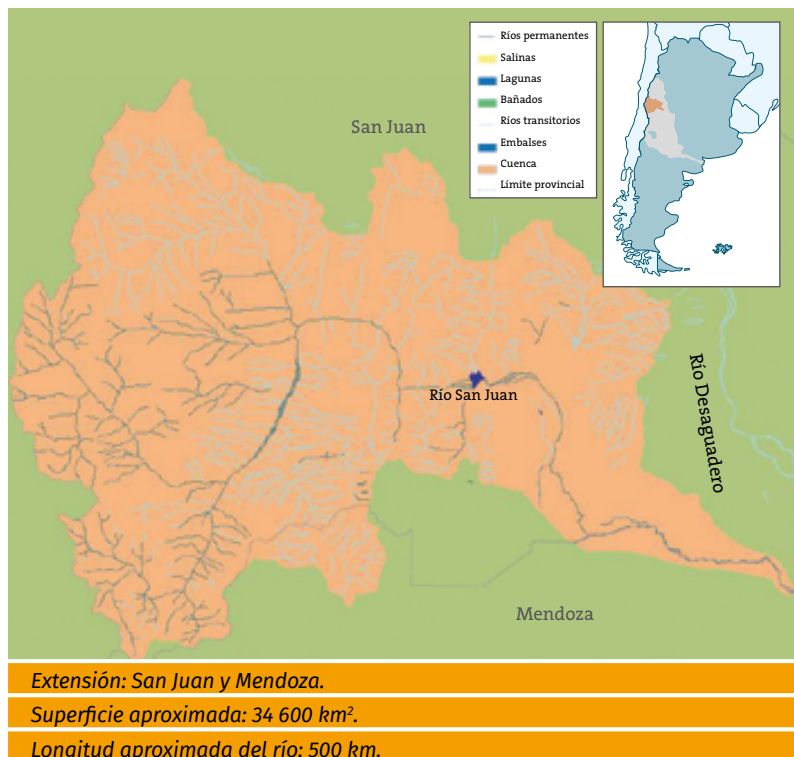 Ríos permanentes
Salinas
Lagunas
Bañados
Ríos transitorios
Embalses
Cuenca
Límite provincial
San Juan
Río San Juan
Río Desaguadero
Mendoza
Extensión: San Juan y Mendoza.
Superficie aproximada: 34 600 km².
Longitud aproximada del río: 500 km.